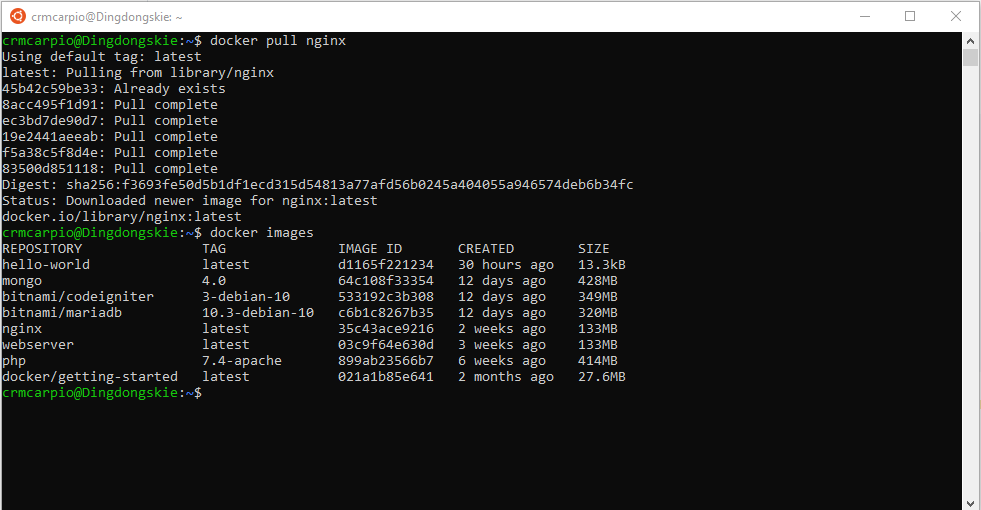 crmcarpio@Dingdongskie: ~
crmcarpio@Dingdongskie:~$ docker pull nginx
Using default tag: latest
latest: Pulling from library/nginx
45b42c59be33: Already exists
8acc495f1d91: Pull complete
ec3bd7de90d7: Pull complete
19e2441aeeab: Pull complete
f5a38c5f8d4e: Pull complete
83500d851118: Pull complete
Digest: sha256:f3693fe50d5b1df1ecd315d54813a77afd56b0245a404055a946574deb6b34fc
Status: Downloaded newer image for nginx:latest
docker.io/library/nginx:latest
crmcarpio@Dingdongskie:~$ docker images
REPOSITORY               TAG              IMAGE ID       CREATED        SIZE
hello-world              latest           d1165f221234   30 hours ago   13.3kB
mongo                    4.0              64c108f33354   12 days ago    428MB
bitnami/codeigniter      3-debian-10      533192c3b308   12 days ago    349MB
bitnami/mariadb          10.3-debian-10   c6b1c8267b35   12 days ago    320MB
nginx                    latest           35c43ace9216   2 weeks ago    133MB
webserver                latest           03c9f64e630d   3 weeks ago    133MB
php                      7.4-apache       899ab23566b7   6 weeks ago    414MB
docker/getting-started   latest           021a1b85e641   2 months ago   27.6MB
crmcarpio@Dingdongskie:~$